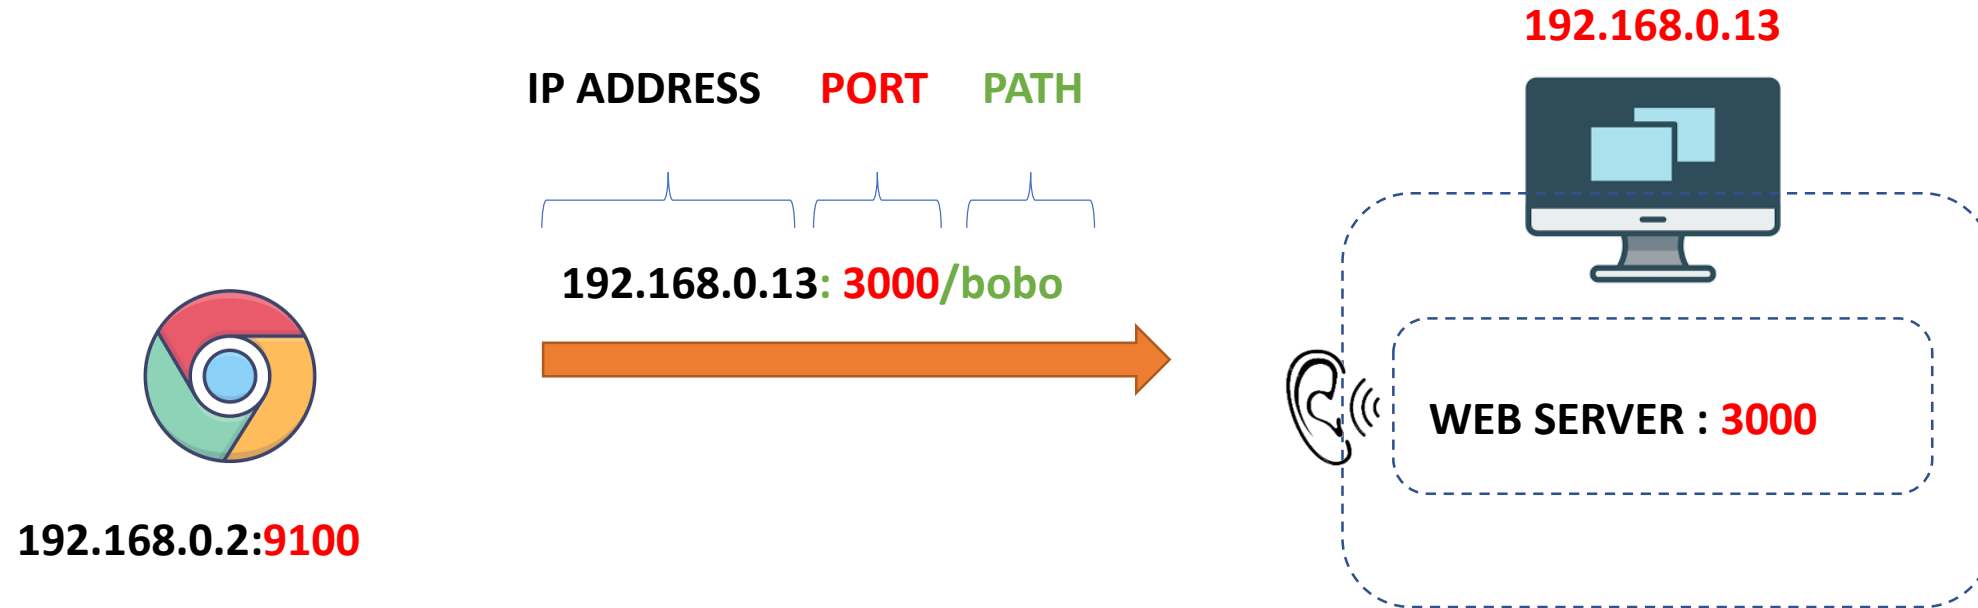 192.168.0.13
IP ADDRESS PORT PATH
192.168.0.13: 3000/bobo
WEB SERVER : 3000
192.168.0.2:9100